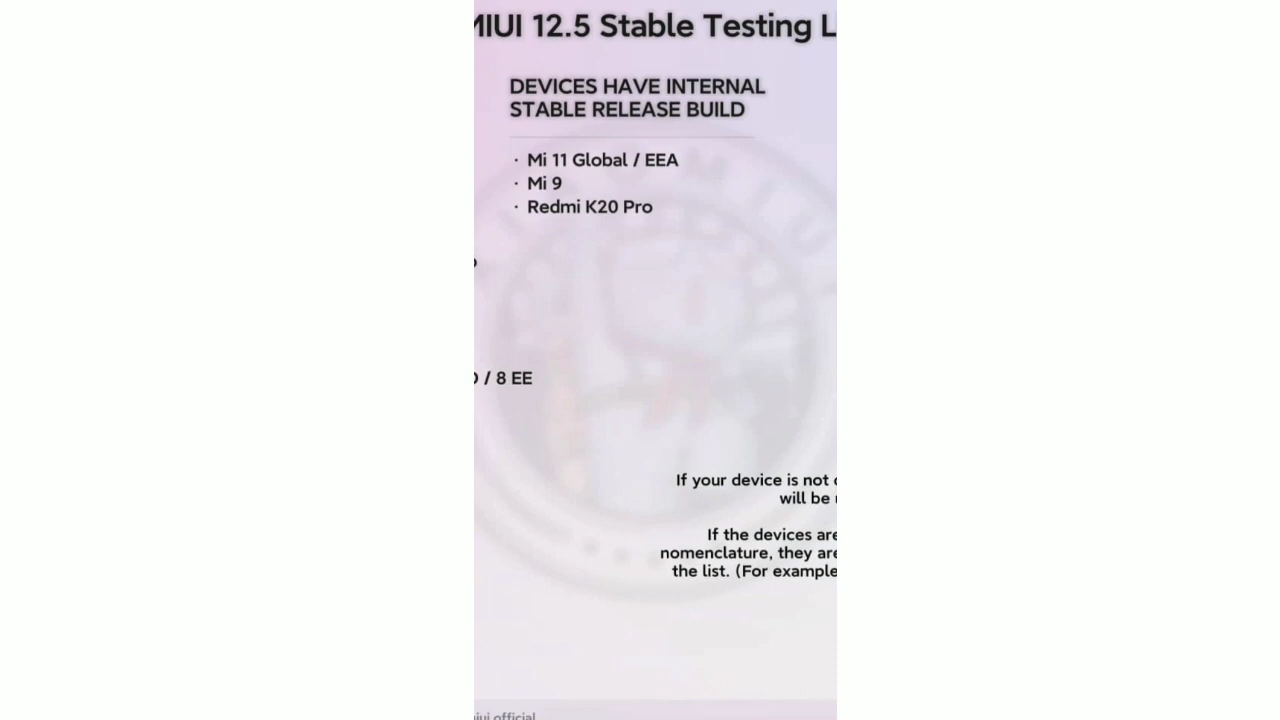 MIUI 12.5 Stable Testing L
DEVICES HAVE INTERNAL
STABLE RELEASE BUILD
· Mi 11 Global / EEA
· Mi 9
· Redmi K20 Pro
/ 8 EE
If your device is not
will be
If the devices are
nomenclature, they are
the list. (For example
official